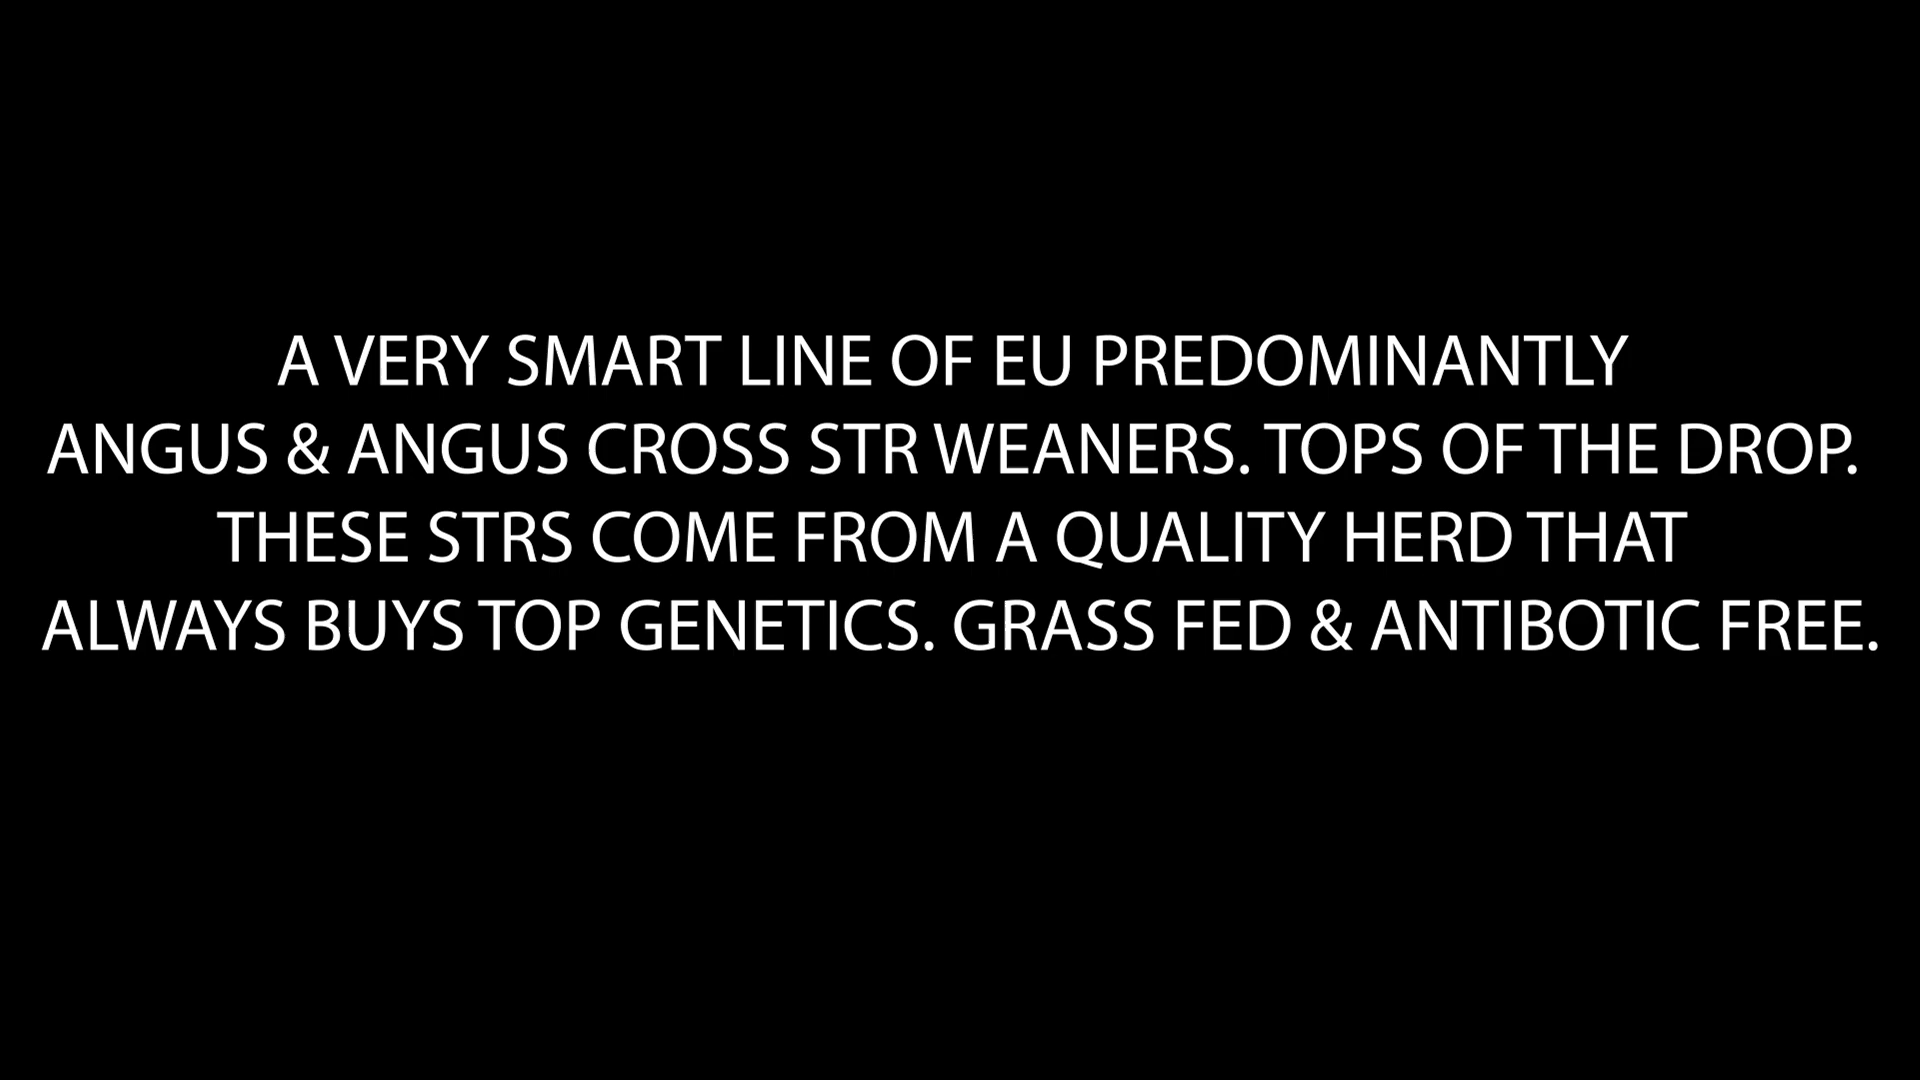 A VERY SMART LINE OF EU PREDOMINANTLY
ANGUS & ANGUS CROSS STR WEANERS. TOPS OF THE DROP.
THESE STRS COME FROM A QUALITY HERD THAT
ALWAYS BUYS TOP GENETICS. GRASS FED & ANTIBOTIC FREE.